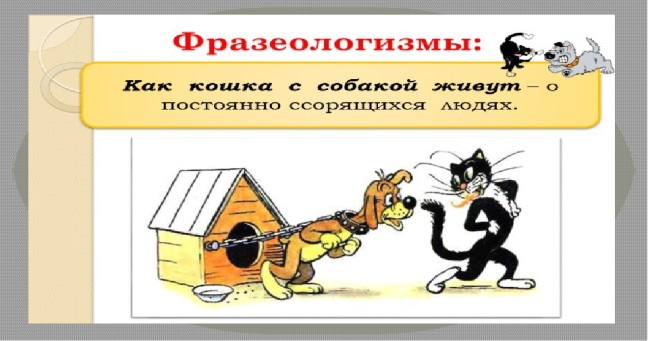 Фразеологизмы:
Как кошка с собакой живут – о
постоянно ссорящихся людях.